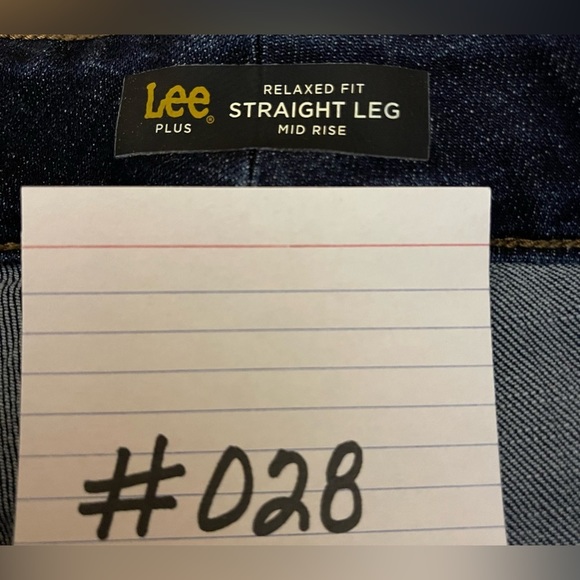 Lee® RELAXED FIT
PLUS STRAIGHT LEG
MID RISE
#028